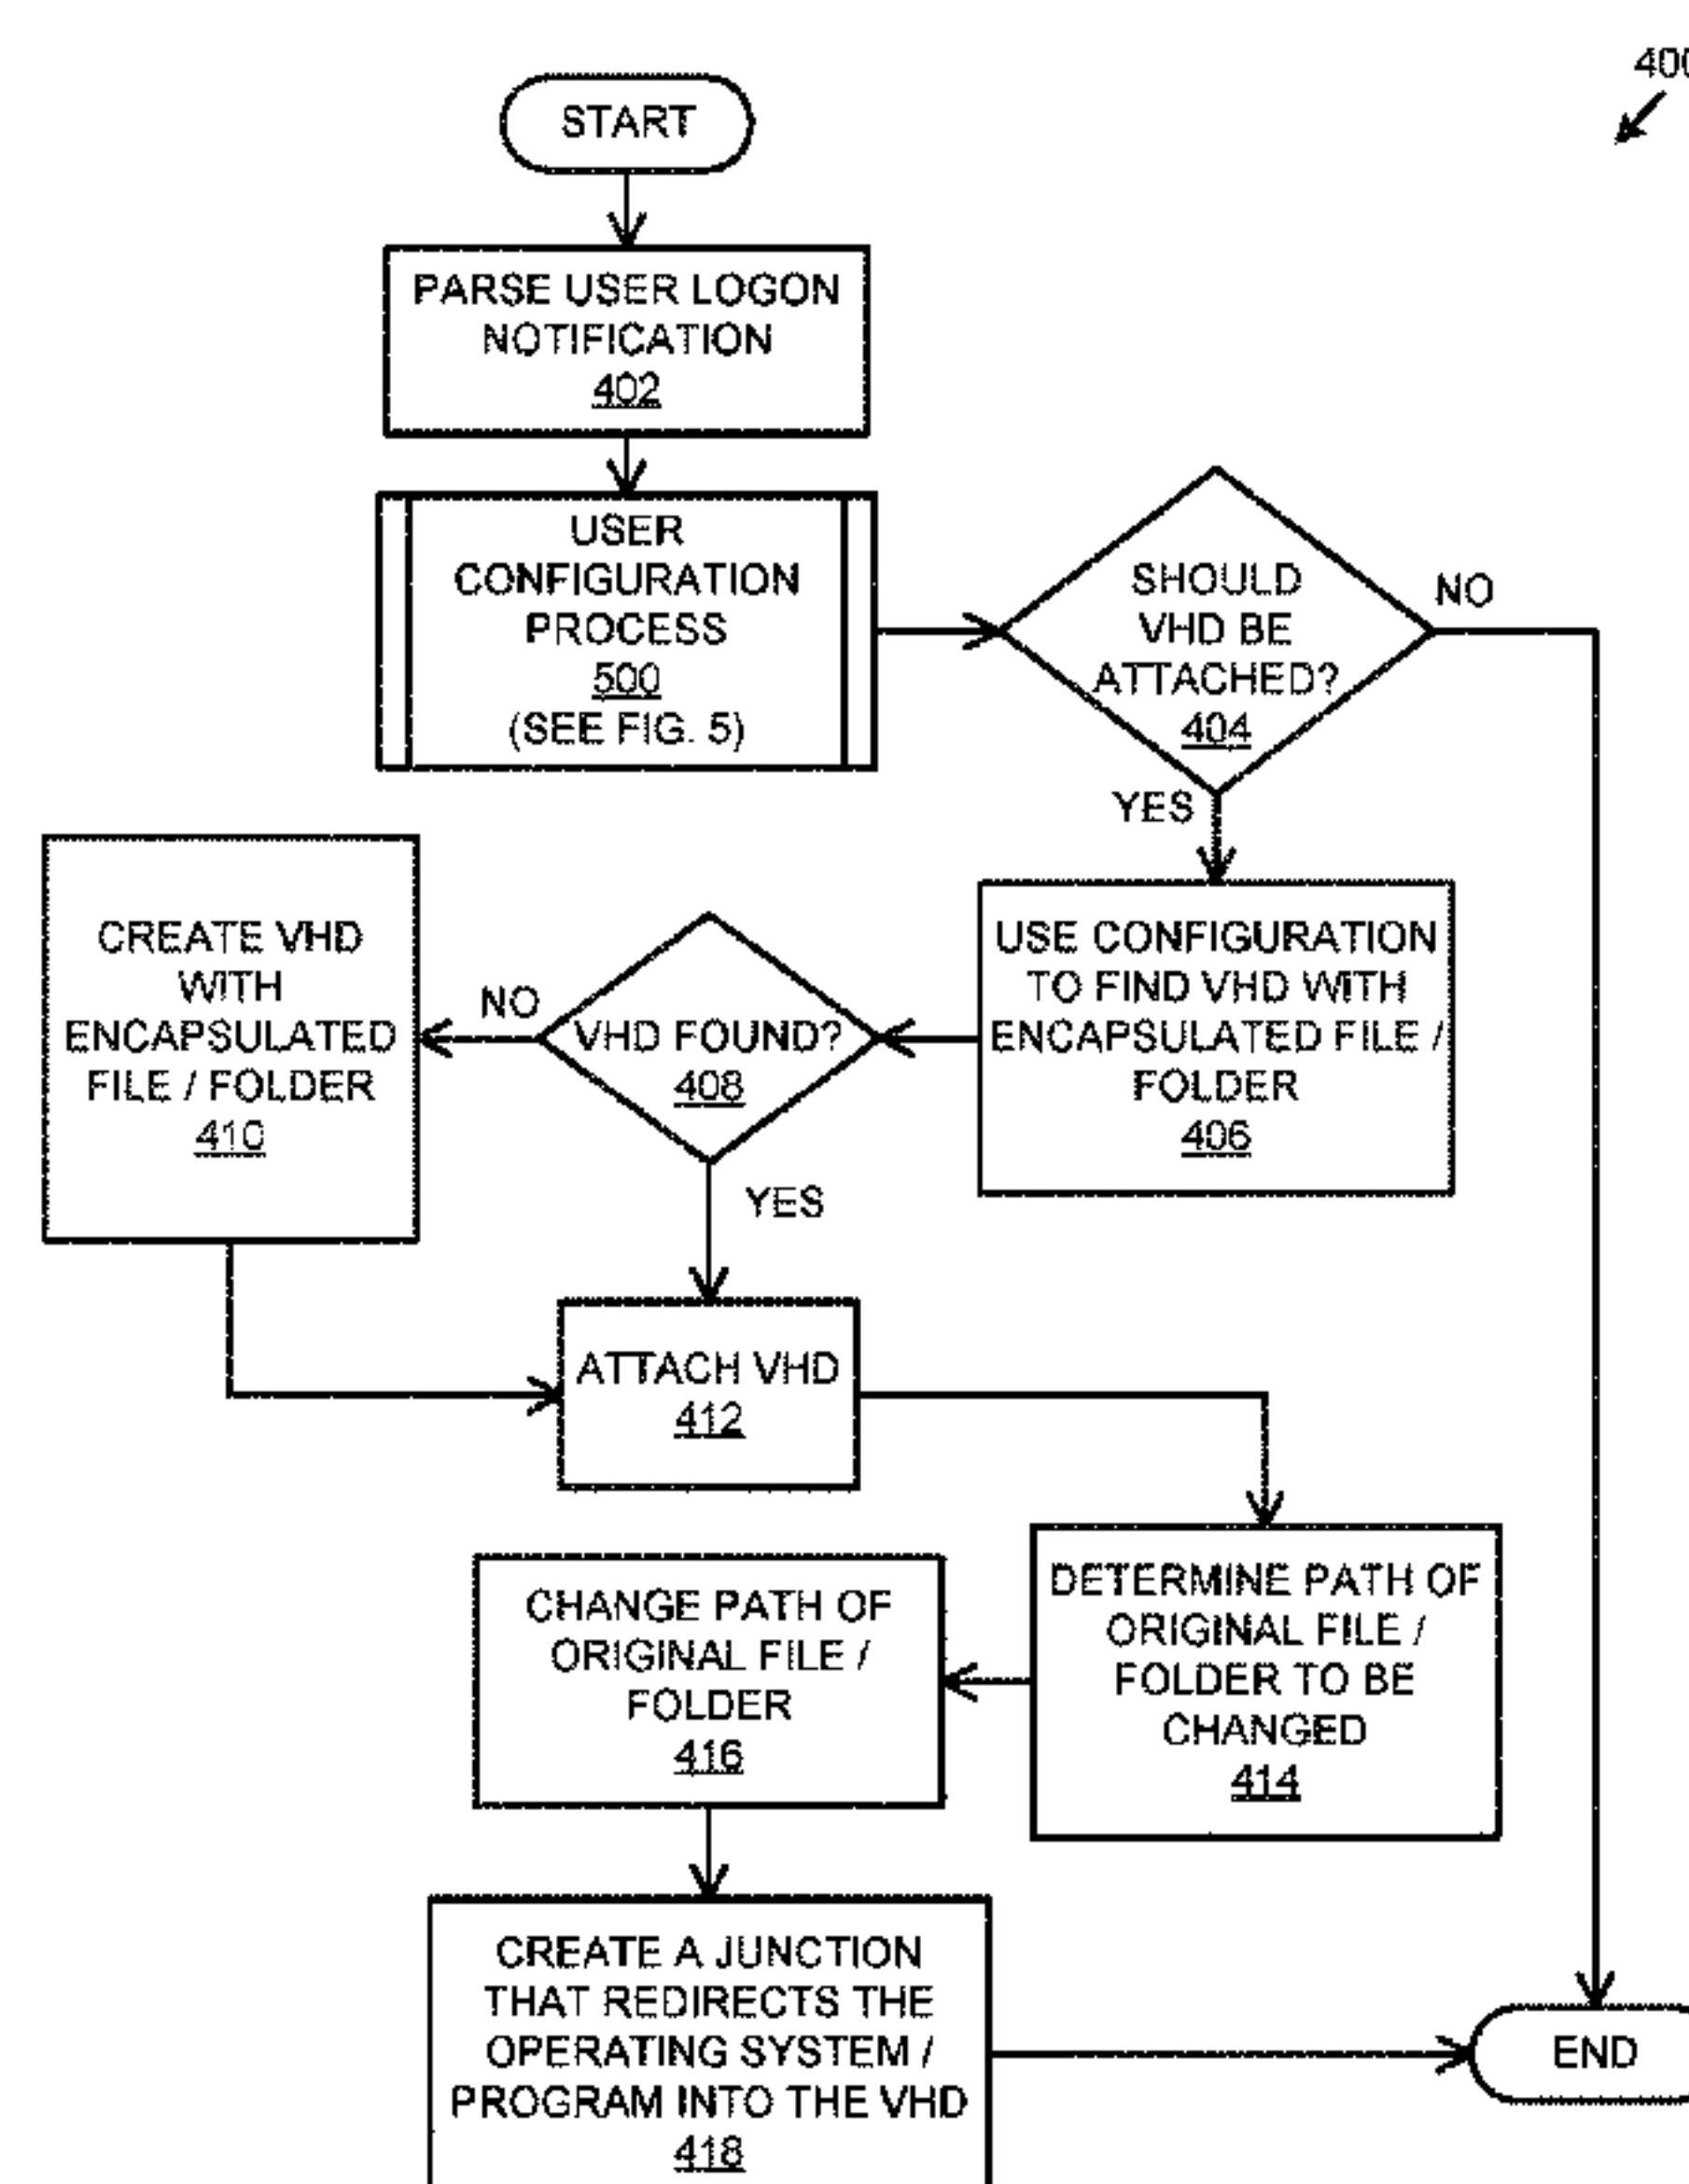 400
START
PARSE USER LOGON
NOTIFICATION
402
USER
CONFIGURATION
PROCESS
500
(SEE FIG. 5)
SHOULD
VHD BE
ATTACHED?
404
NO
YES
USE CONFIGURATION
TO FIND VHD WITH
ENCAPSULATED FILE /
FOLDER
406
VHD FOUND?
408
NO
YES
CREATE VHD
WITH
ENCAPSULATED
FILE / FOLDER
410
ATTACH VHD
412
DETERMINE PATH OF
ORIGINAL FILE /
FOLDER TO BE
CHANGED
414
CHANGE PATH OF
ORIGINAL FILE /
FOLDER
416
CREATE A JUNCTION
THAT REDIRECTS THE
OPERATING SYSTEM /
PROGRAM INTO THE VHD
418
END